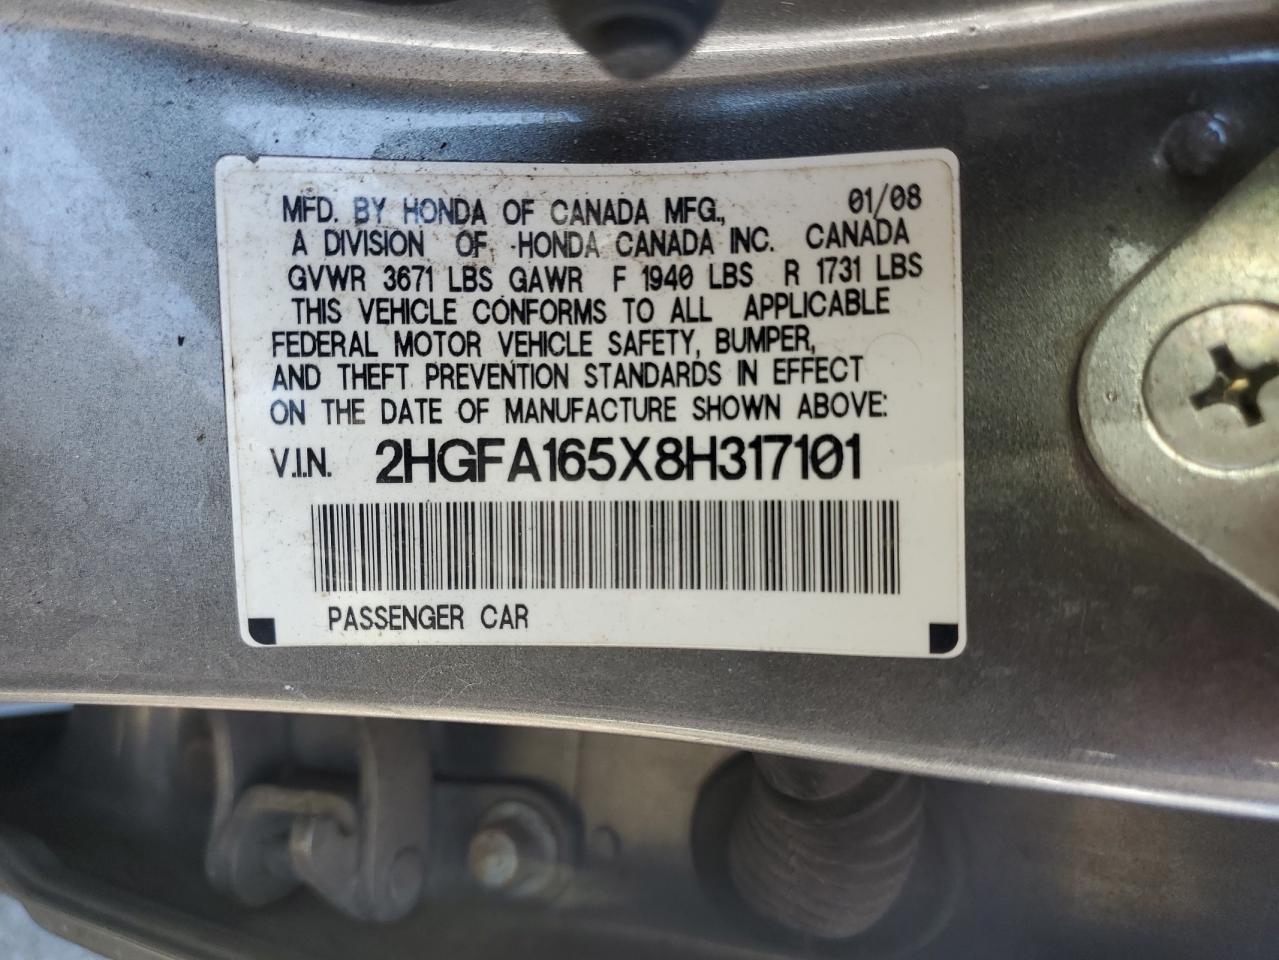 MFD. BY HONDA OF CANADA MFG., 01/08
A DIVISION OF HONDA CANADA INC. CANADA
GVWR 3671 LBS GAWR F 1940 LBS R 1731 LBS
THIS VEHICLE CONFORMS TO ALL APPLICABLE
FEDERAL MOTOR VEHICLE SAFETY, BUMPER,
AND THEFT PREVENTION STANDARDS IN EFFECT
ON THE DATE OF MANUFACTURE SHOWN ABOVE:
V.I.N. 2HGFA165X8H317101
PASSENGER CAR